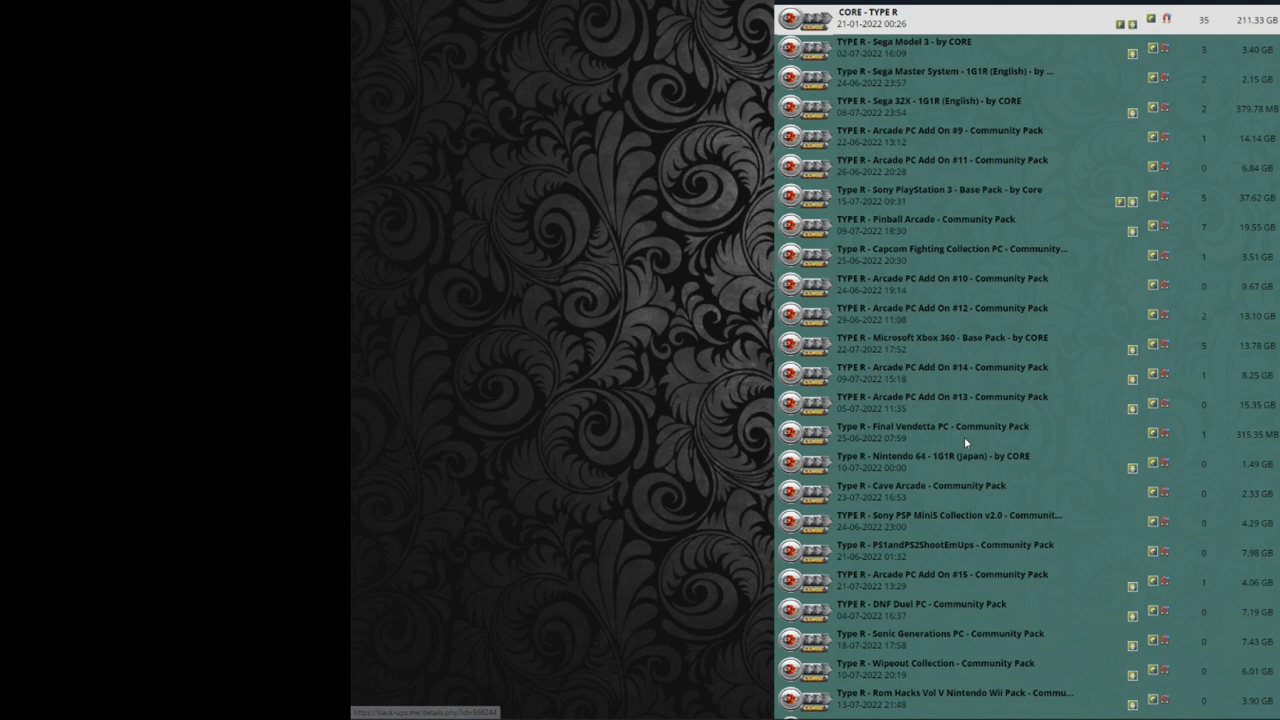 CORE - TYPE R
21-01-2022 00:26
35
211.33 GB
TYPE R - Sega Model 3 - by CORE
02-07-2022 16:09
3
3.40 GB
Type R - Sega Master System - 1G1R (English) - by ...
24-06-2022 23:57
2
2.15 GB
TYPE R - Sega 32X - 1G1R (English) - by CORE
08-07-2022 23:54
2
379.78 MB
TYPE R - Arcade PC Add On #9 - Community Pack
22-06-2022 13:12
1
14.14 GB
TYPE R - Arcade PC Add On #11 - Community Pack
26-06-2022 20:28
0
6.84 GB
Type R - Sony PlayStation 3 - Base Pack - by Core
15-07-2022 09:31
5
37.62 GB
TYPE R - Pinball Arcade - Community Pack
09-07-2022 18:30
7
19.55 GB
Type R - Capcom Fighting Collection PC - Community...
25-06-2022 20:30
1
3.51 GB
TYPE R - Arcade PC Add On #10 - Community Pack
24-06-2022 19:14
0
9.67 GB
TYPE R - Arcade PC Add On #12 - Community Pack
29-06-2022 11:08
2
13.10 GB
TYPE R - Microsoft Xbox 360 - Base Pack - by CORE
22-07-2022 17:52
5
13.78 GB
TYPE R - Arcade PC Add On #14 - Community Pack
09-07-2022 15:18
1
8.25 GB
TYPE R - Arcade PC Add On #13 - Community Pack
05-07-2022 11:35
0
15.35 GB
Type R - Final Vendetta PC - Community Pack
25-06-2022 07:59
1
315.35 MB
Type R - Nintendo 64 - 1G1R (Japan) - by CORE
10-07-2022 00:00
0
1.49 GB
Type R - Cave Arcade - Community Pack
23-07-2022 16:53
0
2.33 GB
TYPE R - Sony PSP MiniS Collection v2.0 - Communit...
24-06-2022 23:00
0
4.29 GB
Type R - PS1andPS2ShootEmUps - Community Pack
21-06-2022 01:32
0
7.98 GB
TYPE R - Arcade PC Add On #15 - Community Pack
21-07-2022 13:29
1
4.06 GB
TYPE R - DNF Duel PC - Community Pack
04-07-2022 16:37
0
7.19 GB
Type R - Sonic Generations PC - Community Pack
18-07-2022 17:58
0
7.43 GB
Type R - Wipeout Collection - Community Pack
10-07-2022 20:19
0
6.01 GB
Type R - Rom Hacks Vol V Nintendo Wii Pack - Commu...
13-07-2022 21:48
0
3.90 GB